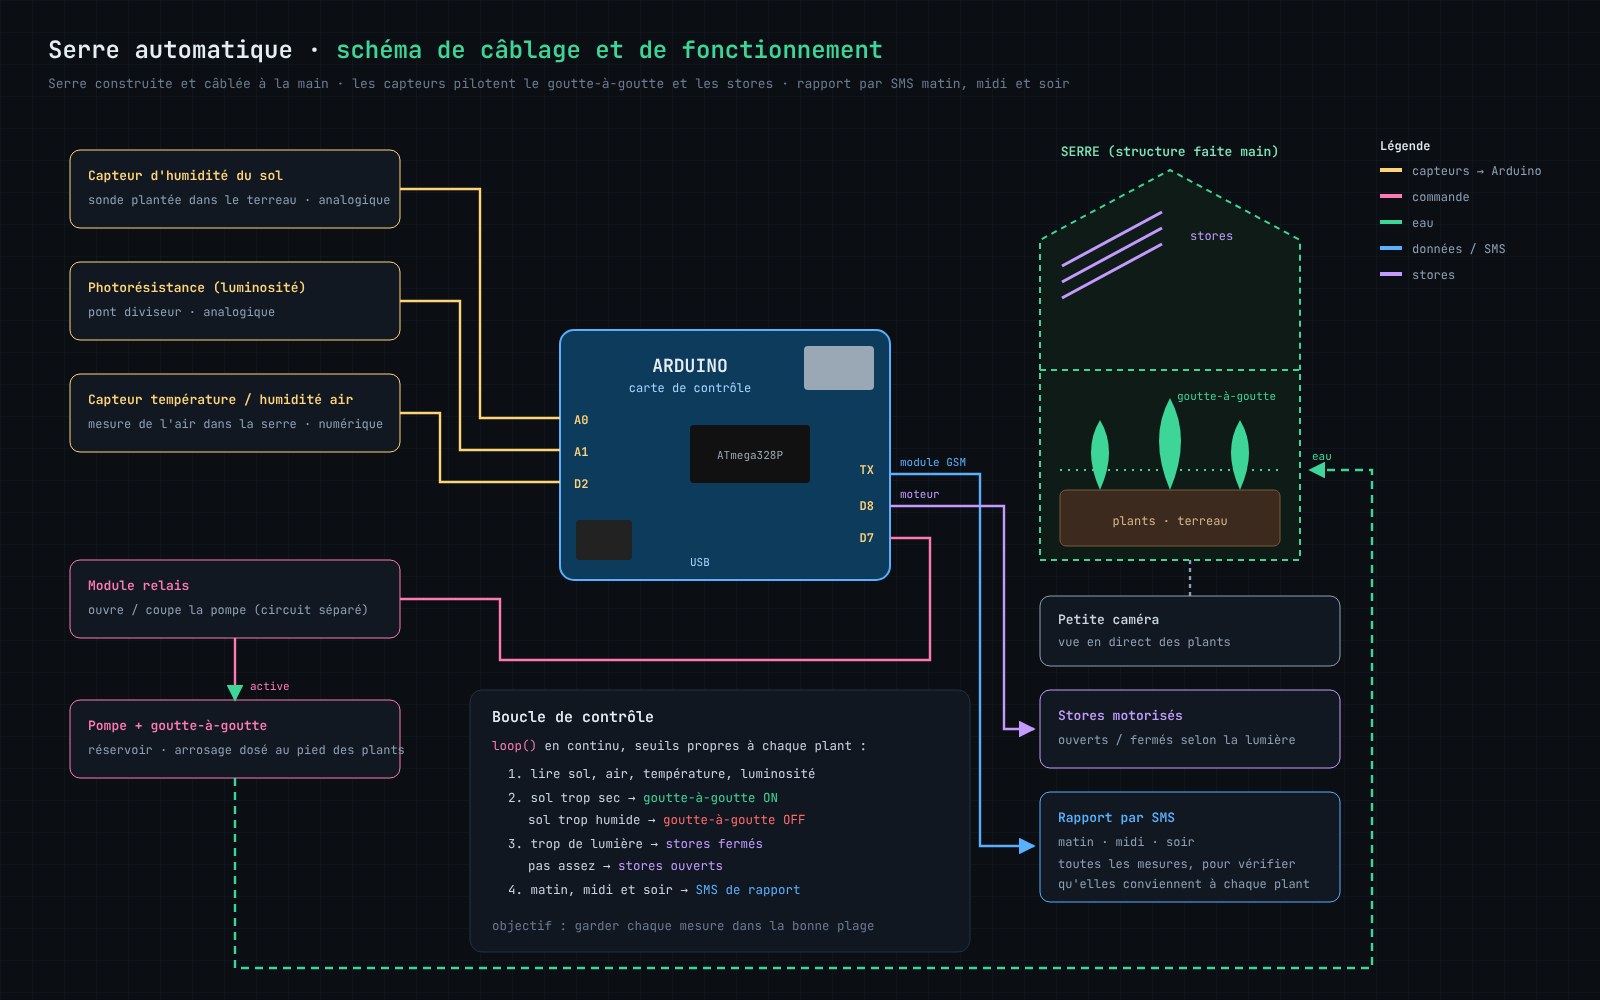 Serre automatique · schéma de câblage et de fonctionnement
Serre construite et câblée à la main · les capteurs pilotent le goutte-à-goutte et les stores · rapport par SMS matin, midi et soir
Capteur d'humidité du sol
sonde plantée dans le terreau · analogique
Photorésistance (luminosité)
pont diviseur · analogique
Capteur température / humidité air
mesure de l'air dans la serre · numérique
Module relais
ouvre / coupe la pompe (circuit séparé)
active
Pompe + goutte-à-goutte
réservoir · arrosage dosé au pied des plants
ARDUINO
carte de contrôle
A0
A1
D2
ATmega328P
TX
D8
D7
USB
module GSM
moteur
Boucle de contrôle
loop() en continu, seuils propres à chaque plant :
1. lire sol, air, température, luminosité
2. sol trop sec → goutte-à-goutte ON
sol trop humide → goutte-à-goutte OFF
3. trop de lumière → stores fermés
pas assez → stores ouverts
4. matin, midi et soir → SMS de rapport
objectif : garder chaque mesure dans la bonne plage
SERRE (structure faite main)
stores
goutte-à-goutte
plants · terreau
eau
Petite caméra
vue en direct des plants
Stores motorisés
ouverts / fermés selon la lumière
Rapport par SMS
matin · midi · soir
toutes les mesures, pour vérifier
qu'elles conviennent à chaque plant
Légende
capteurs → Arduino
commande
eau
données / SMS
stores